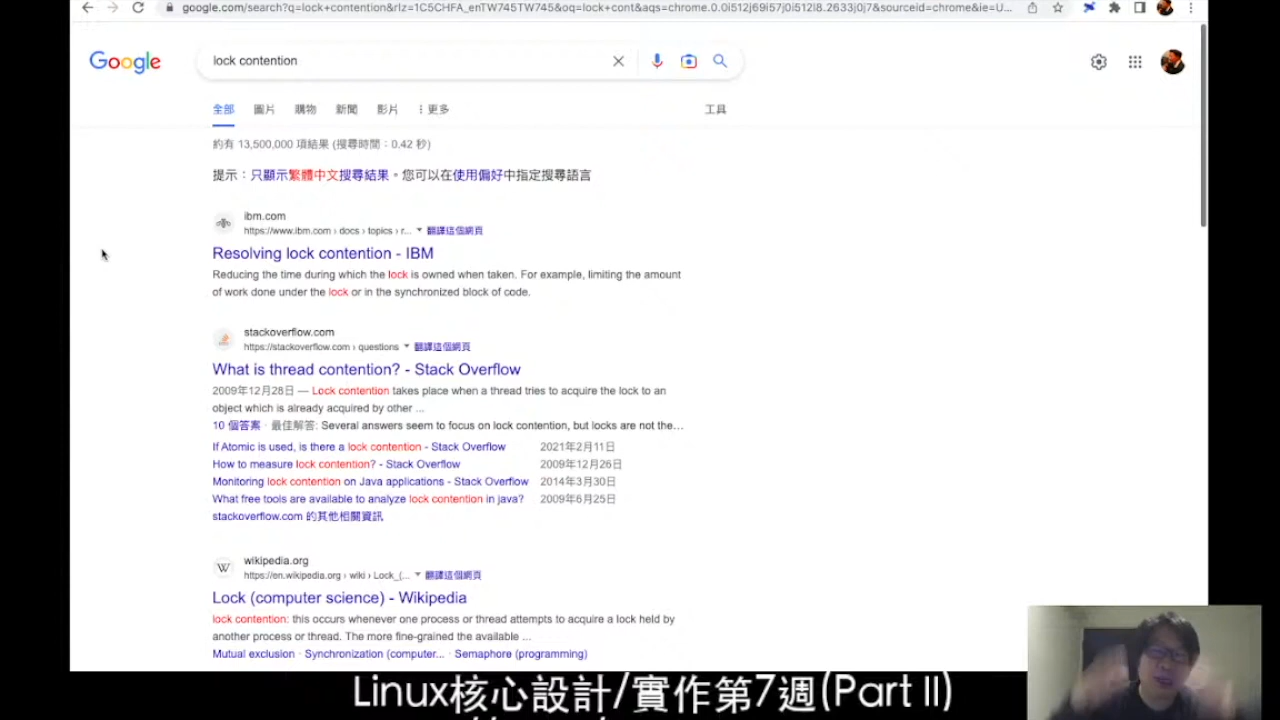 google.com/search?q=lock+contention&rlz=1C5CHFA_enTW745TW745&oq=lock+cont&aqs=chrome.0.0i512j69i57j0i512l8.2633j0j7&sourceid=chrome&ie=U...
Google
lock contention
全部 圖片 購物 新聞 影片 更多 工具
約有 13,500,000 項結果 (搜尋時間：0.42 秒)
提示：只顯示繁體中文搜尋結果。您可以在使用偏好中指定搜尋語言
ibm.com
https://www.ibm.com › docs › topics › r... 翻譯這個網頁
Resolving lock contention - IBM
Reducing the time during which the lock is owned when taken. For example, limiting the amount
of work done under the lock or in the synchronized block of code.
stackoverflow.com
https://stackoverflow.com › questions 翻譯這個網頁
What is thread contention? - Stack Overflow
2009年12月28日 — Lock contention takes place when a thread tries to acquire the lock to an
object which is already acquired by other ...
10 個答案 · 最佳解答: Several answers seem to focus on lock contention, but locks are not the…
If Atomic is used, is there a lock contention - Stack Overflow 2021年2月11日
How to measure lock contention? - Stack Overflow 2009年12月26日
Monitoring lock contention on Java applications - Stack Overflow 2014年3月30日
What free tools are available to analyze lock contention in java? 2009年6月25日
stackoverflow.com 的其他相關資訊
W
wikipedia.org
https://en.wikipedia.org › wiki › Lock_(... 翻譯這個網頁
Lock (computer science) - Wikipedia
lock contention: this occurs whenever one process or thread attempts to acquire a lock held by
another process or thread. The more fine-grained the available ...
Mutual exclusion · Synchronization (computer... · Semaphore (programming)
Linux核心設計/實作第7週(Part II)